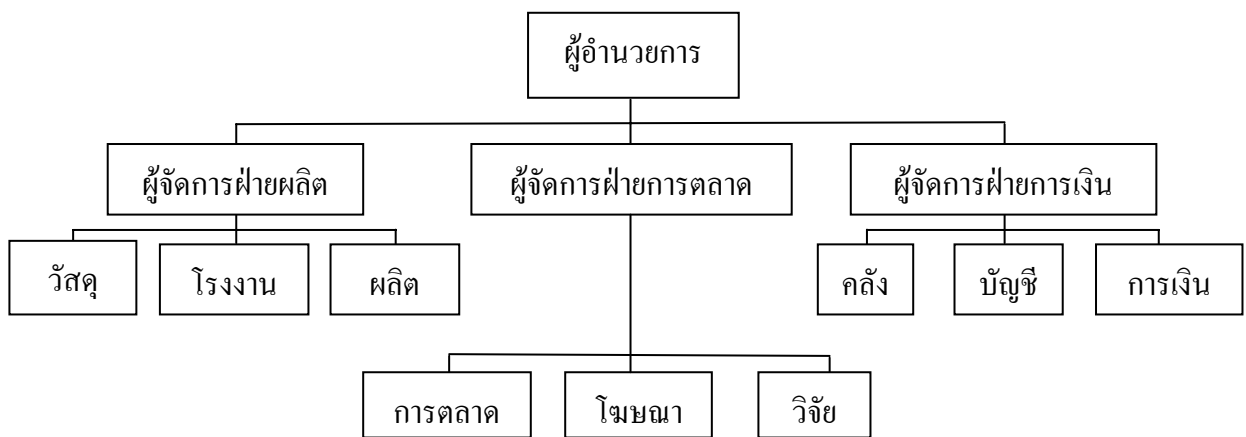 ผู้อำนวยการ
ผู้จัดการฝ่ายผลิต
ผู้จัดการฝ่ายการตลาด
ผู้จัดการฝ่ายการเงิน
วัสดุ
โรงงาน
ผลิต
คลัง
บัญชี
การเงิน
การตลาด
โฆษณา
วิจัย